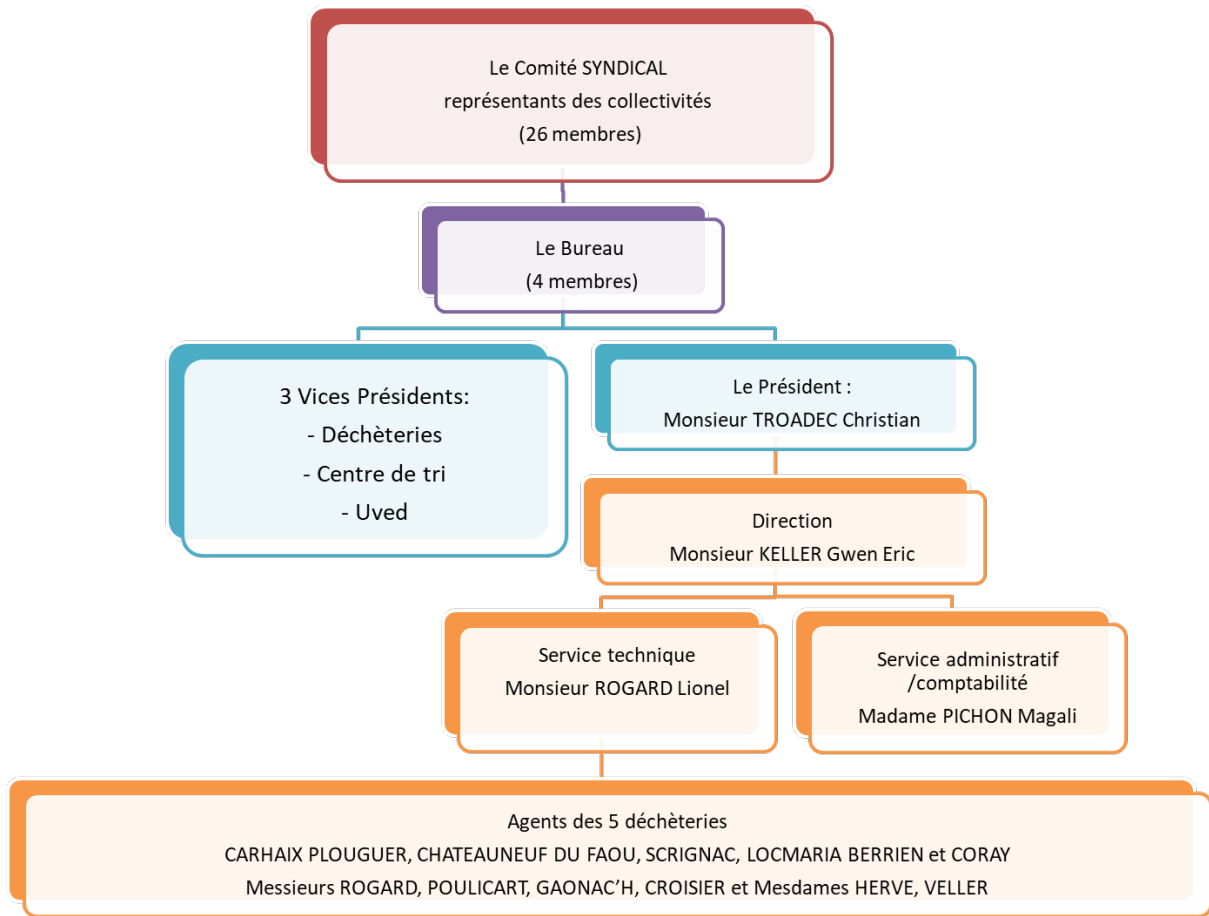 Le Comité SYNDICAL
représentants des collectivités
(26 membres)
Le Bureau
(4 membres)
3 Vices Présidents:
- Déchèteries
- Centre de tri
- Uved
Le Président :
Monsieur TROADEC Christian
Direction
Monsieur KELLER Gwen Eric
Service technique
Monsieur ROGARD Lionel
Service administratif
/comptabilité
Madame PICHON Magali
Agents des 5 déchèteries
CARHAIX PLOUGUER, CHATEAUNEUF DU FAOU, SCRIGNAC, LOCMARIA BERRIEN et CORAY
Messieurs ROGARD, POULICART, GAONAC’H, CROISIER et Mesdames HERVE, VELLER